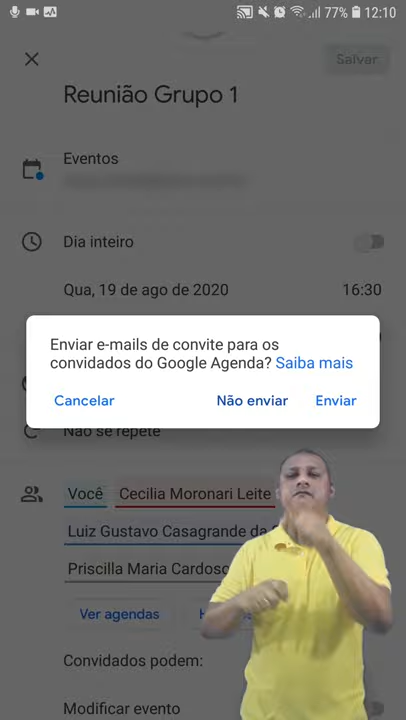 77% 12:10
Salvar
Reunião Grupo 1
Eventos
Dia inteiro
Qua, 19 de ago de 2020 16:30
Enviar e-mails de convite para os
convidados do Google Agenda? Saiba mais
Cancelar Não enviar Enviar
Não se repete
Você Cecilia Moronari Leite
Luiz Gustavo Casagrande da
Priscilla Maria Cardoso
Ver agendas
Convidados podem:
Modificar evento